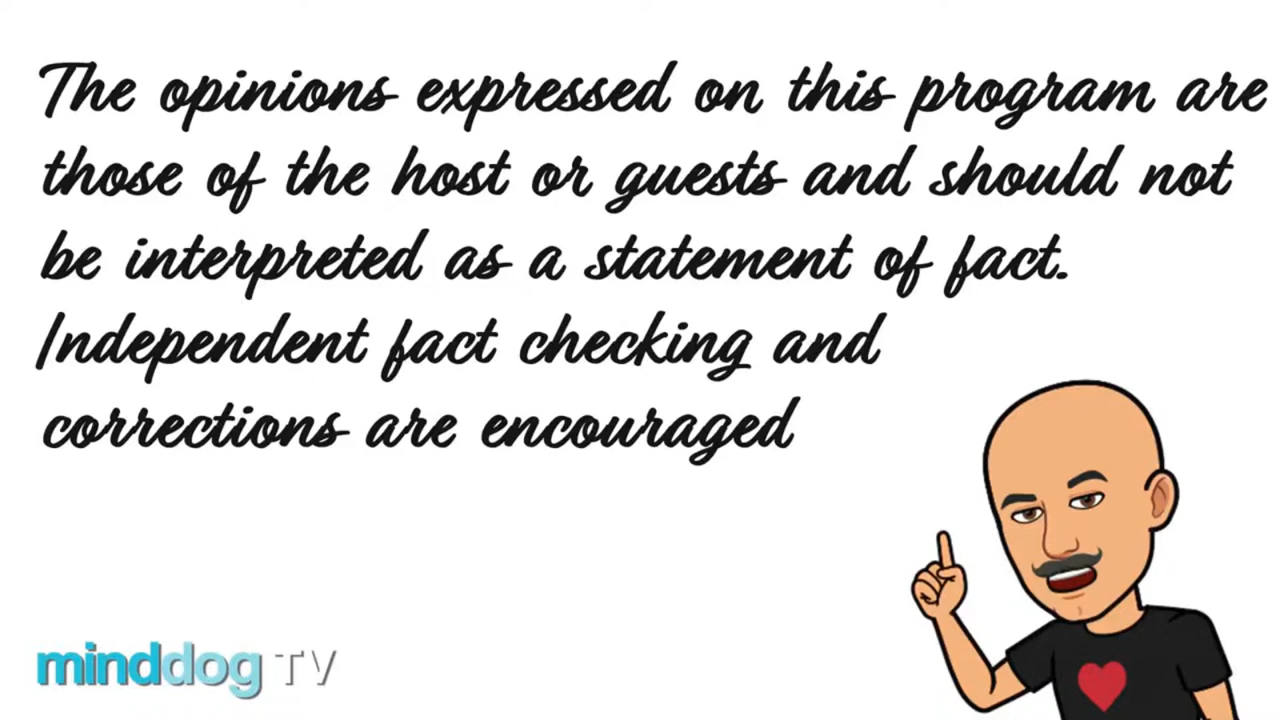 The opinions expressed on this program are
those of the host or guests and should not
be interpreted as a statement of fact.
Independent fact checking and
corrections are encouraged
minddog TV